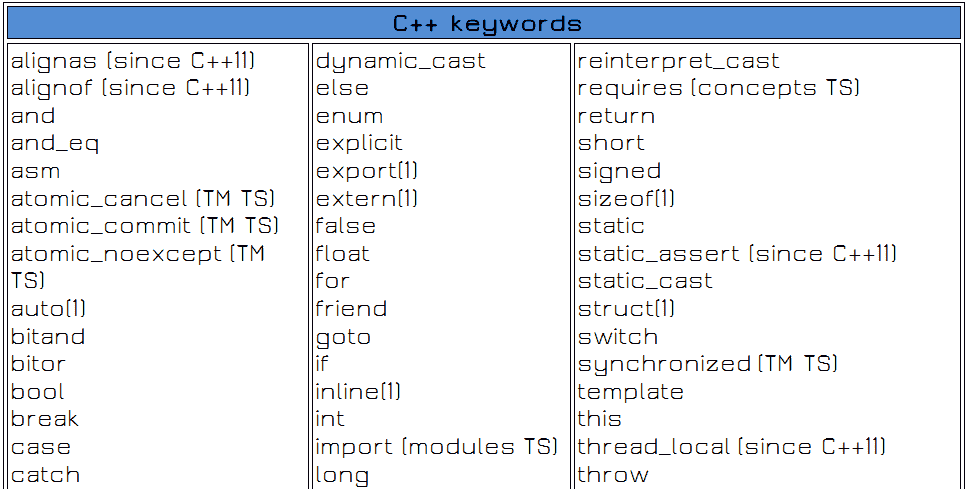 C++ keywords
alignas (since C++11)
alignof (since C++11)
and
and_eq
asm
atomic_cancel (TM TS)
atomic_commit (TM TS)
atomic_noexcept (TM
TS)
auto(1)
bitand
bitor
bool
break
case
catch
dynamic_cast
else
enum
explicit
export(1)
extern(1)
false
float
for
friend
goto
if
inline(1)
int
import (modules TS)
long
reinterpret_cast
requires (concepts TS)
return
short
signed
sizeof(1)
static
static_assert (since C++11)
static_cast
struct(1)
switch
synchronized (TM TS)
template
this
thread_local (since C++11)
throw